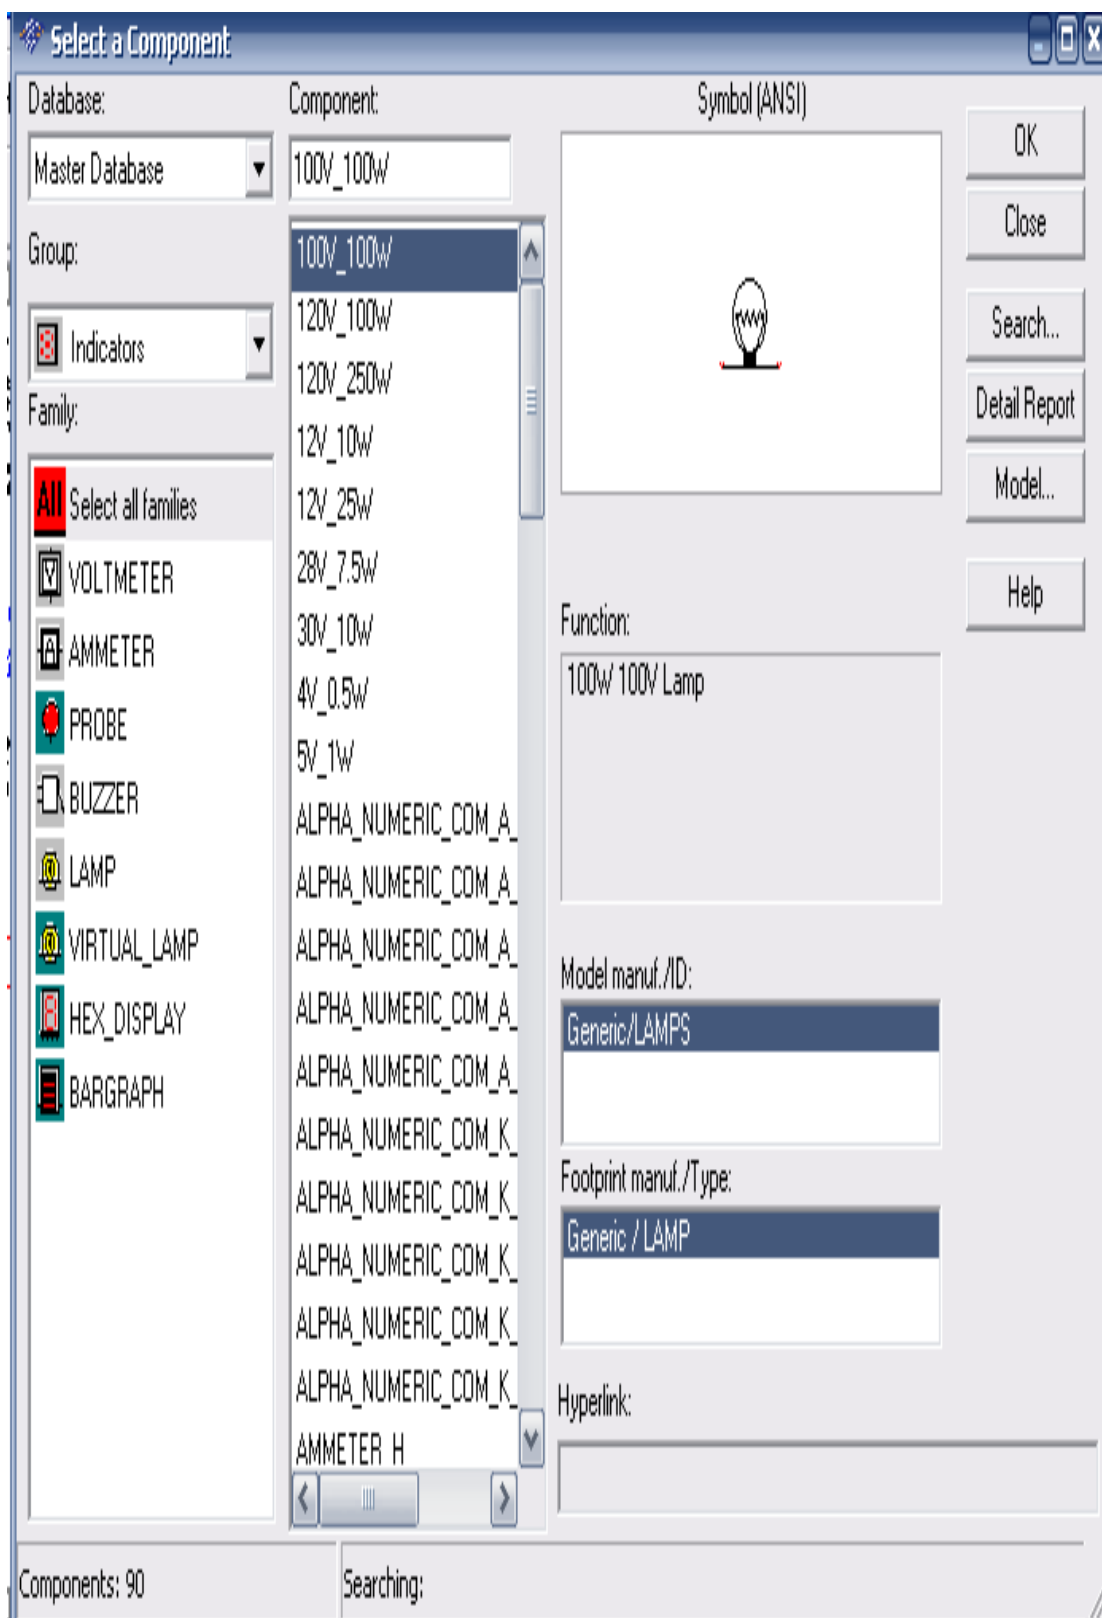 Select a Component
Database:
Master Database
Group:
Indicators
Family:
All Select all families
VOLTMETER
AMMETER
PROBE
BUZZER
LAMP
VIRTUAL_LAMP
HEX_DISPLAY
BARGRAPH
Component:
100V_100W
100V_100W
120V_100W
120V_250W
12V_10W
12V_25W
28V_7.5W
30V_10W
4V_0.5W
5V_1W
ALPHA_NUMERIC_COM_A_
ALPHA_NUMERIC_COM_A_
ALPHA_NUMERIC_COM_A_
ALPHA_NUMERIC_COM_A_
ALPHA_NUMERIC_COM_A_
ALPHA_NUMERIC_COM_K_
ALPHA_NUMERIC_COM_K_
ALPHA_NUMERIC_COM_K_
ALPHA_NUMERIC_COM_K_
ALPHA_NUMERIC_COM_K_
AMMETER_H
Symbol (ANSI)
Function:
100W 100V Lamp
Model manuf./ID:
Generic/LAMPS
Footprint manuf./Type:
Generic / LAMP
Hyperlink:
OK
Close
Search...
Detail Report
Model...
Help
Components: 90
Searching: